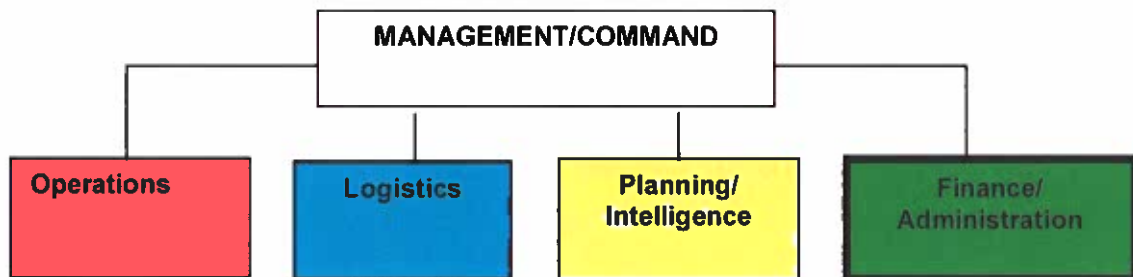 MANAGEMENT/COMMAND
Operations
Logistics
Planning/
Intelligence
Finance/
Administration